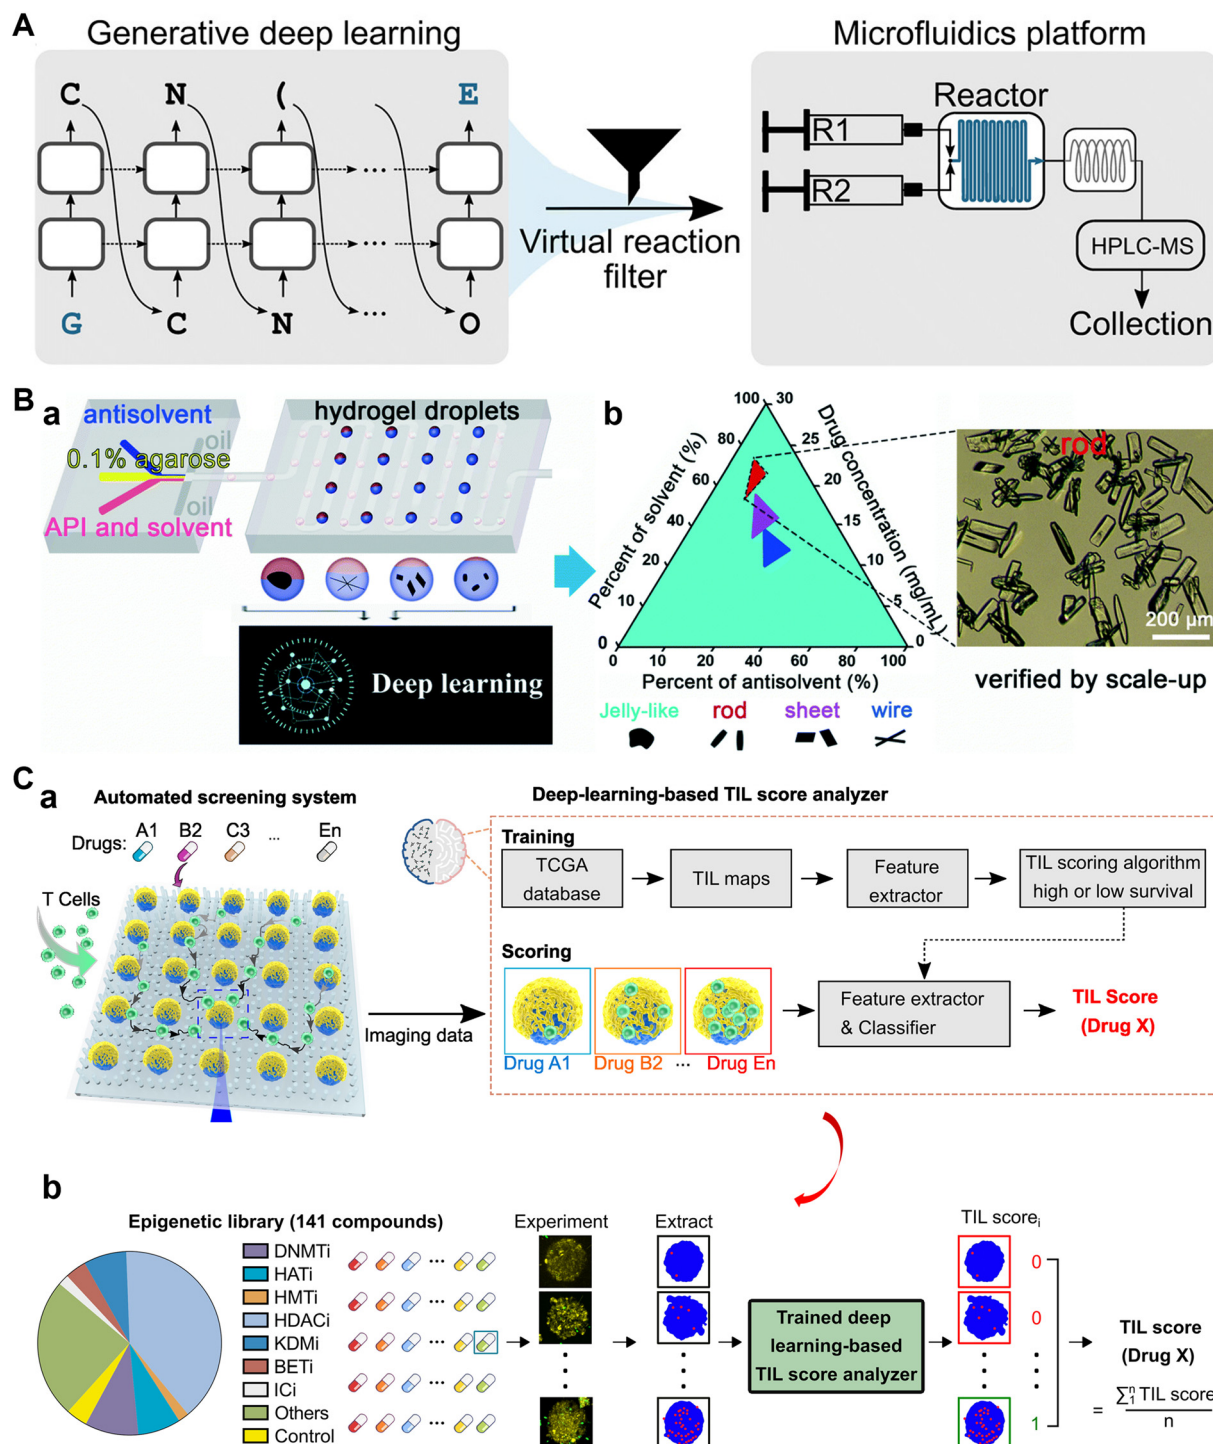 A
Generative deep learning
Microfluidics platform
C N ( ... E
G C N ... O
Virtual reaction
filter
R1
R2
Reactor
HPLC-MS
Collection
B
a
antisolvent
0.1% agarose
API and solvent
oil
oil
hydrogel droplets
Deep learning
b
100
80
60
40
20
10
0
Percent of solvent (%)
30
25
20
15
10
5
0
Drug concentration (mg/mL)
0 10 20 40 60 80 100
Percent of antisolvent (%)
Jelly-like rod sheet wire
rod
200 µm
verified by scale-up
C
a
Automated screening system
Drugs: A1 B2 C3 ... En
T Cells
Imaging data
Deep-learning-based TIL score analyzer
Training
TCGA
database
TIL maps
Feature
extractor
TIL scoring algorithm
high or low survival
Scoring
Drug A1 Drug B2 ... Drug En
Feature extractor
& Classifier
TIL Score
(Drug X)
b
Epigenetic library (141 compounds)
DNMTi
HATi
HMTi
HDACi
KDMi
BETi
ICi
Others
Control
...
...
...
...
...
Experiment
Extract
Trained deep
learning-based
TIL score analyzer
TIL scoreᵢ
0
0
1
TIL score
(Drug X)
= ∑₁ⁿ TIL score
n